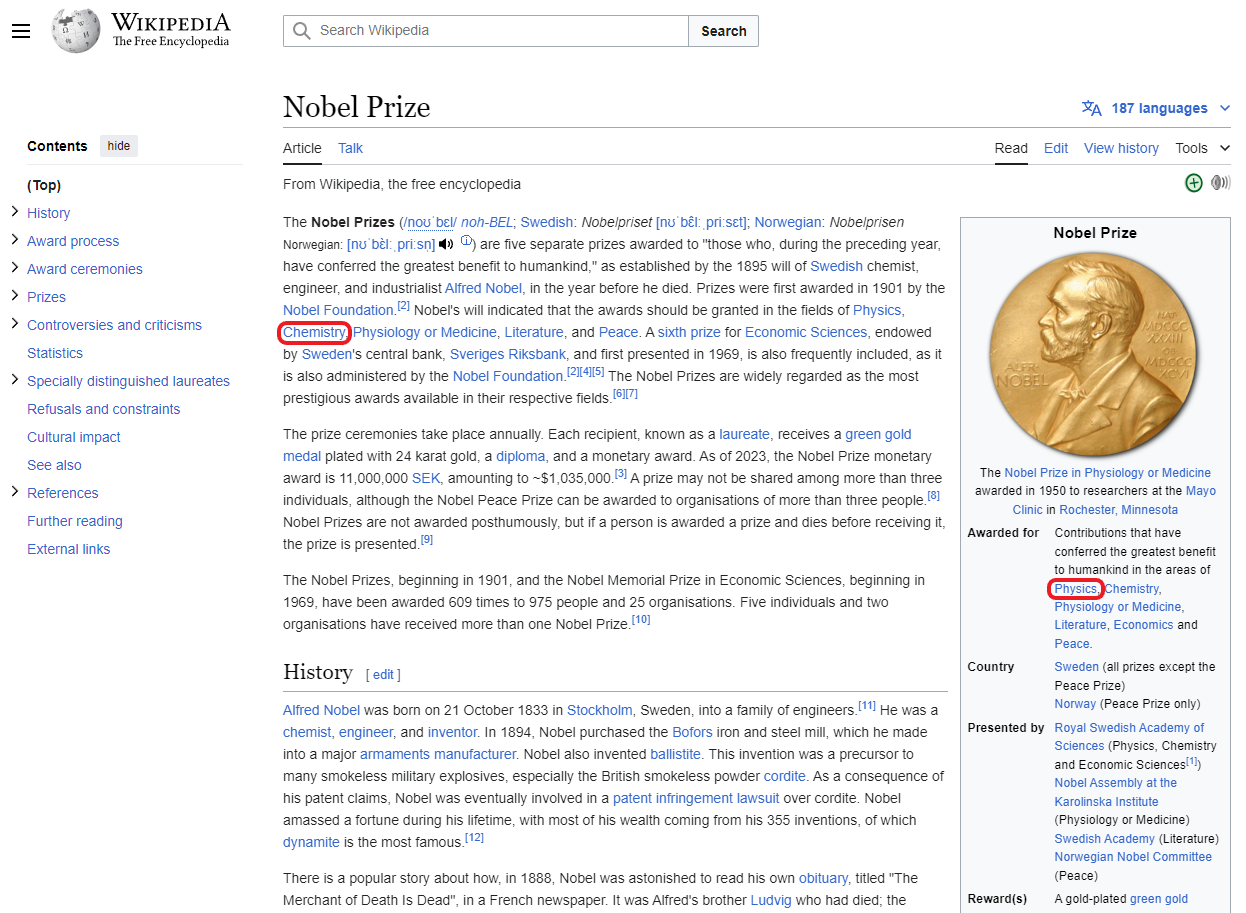 WIKIPEDIA
The Free Encyclopedia
Search Wikipedia
Search
Contents hide
(Top)
History
Award process
Award ceremonies
Prizes
Controversies and criticisms
Statistics
Specially distinguished laureates
Refusals and constraints
Cultural impact
See also
References
Further reading
External links
Nobel Prize
187 languages
Article Talk
Read Edit View history Tools
From Wikipedia, the free encyclopedia
The Nobel Prizes (/noʊˈbɛl/ noh-BEL; Swedish: Nobelpriset [nʊˈbɛ̂lːˌpriːsɛt]; Norwegian: Nobelprisen
Norwegian: [nʊˈbɛ̀lːˌpriːsn̩] ⓘ) are five separate prizes awarded to "those who, during the preceding year,
have conferred the greatest benefit to humankind," as established by the 1895 will of Swedish chemist,
engineer, and industrialist Alfred Nobel, in the year before he died. Prizes were first awarded in 1901 by the
Nobel Foundation.[2] Nobel's will indicated that the awards should be granted in the fields of Physics,
Chemistry, Physiology or Medicine, Literature, and Peace. A sixth prize for Economic Sciences, endowed
by Sweden's central bank, Sveriges Riksbank, and first presented in 1969, is also frequently included, as it
is also administered by the Nobel Foundation.[2][4][5] The Nobel Prizes are widely regarded as the most
prestigious awards available in their respective fields.[6][7]
The prize ceremonies take place annually. Each recipient, known as a laureate, receives a green gold
medal plated with 24 karat gold, a diploma, and a monetary award. As of 2023, the Nobel Prize monetary
award is 11,000,000 SEK, amounting to ~$1,035,000.[3] A prize may not be shared among more than three
individuals, although the Nobel Peace Prize can be awarded to organisations of more than three people.[8]
Nobel Prizes are not awarded posthumously, but if a person is awarded a prize and dies before receiving it,
the prize is presented.[9]
The Nobel Prizes, beginning in 1901, and the Nobel Memorial Prize in Economic Sciences, beginning in
1969, have been awarded 609 times to 975 people and 25 organisations. Five individuals and two
organisations have received more than one Nobel Prize.[10]
History [ edit ]
Alfred Nobel was born on 21 October 1833 in Stockholm, Sweden, into a family of engineers.[11] He was a
chemist, engineer, and inventor. In 1894, Nobel purchased the Bofors iron and steel mill, which he made
into a major armaments manufacturer. Nobel also invented ballistite. This invention was a precursor to
many smokeless military explosives, especially the British smokeless powder cordite. As a consequence of
his patent claims, Nobel was eventually involved in a patent infringement lawsuit over cordite. Nobel
amassed a fortune during his lifetime, with most of his wealth coming from his 355 inventions, of which
dynamite is the most famous.[12]
There is a popular story about how, in 1888, Nobel was astonished to read his own obituary, titled "The
Merchant of Death Is Dead", in a French newspaper. It was Alfred's brother Ludvig who had died; the
Nobel Prize
ALFR·
NOBEL
NAT·
MDCCC
XXXIII
OB·
MDCCC
XCVI
The Nobel Prize in Physiology or Medicine
awarded in 1950 to researchers at the Mayo
Clinic in Rochester, Minnesota
Awarded for Contributions that have
conferred the greatest benefit
to humankind in the areas of
Physics, Chemistry,
Physiology or Medicine,
Literature, Economics and
Peace.
Country Sweden (all prizes except the
Peace Prize)
Norway (Peace Prize only)
Presented by Royal Swedish Academy of
Sciences (Physics, Chemistry
and Economic Sciences[1])
Nobel Assembly at the
Karolinska Institute
(Physiology or Medicine)
Swedish Academy (Literature)
Norwegian Nobel Committee
(Peace)
Reward(s) A gold-plated green gold